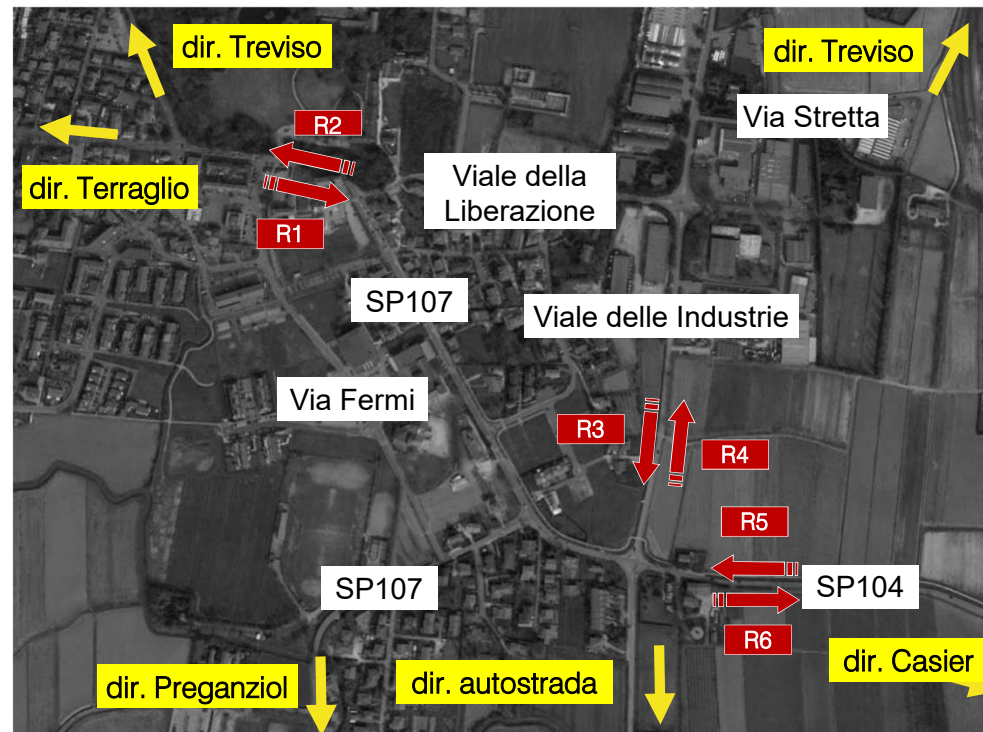 dir. Treviso
dir. Treviso
Via Stretta
R2
dir. Terraglio
Viale della
Liberazione
R1
SP107
Viale delle Industrie
Via Fermi
R3
R4
R5
SP107
SP104
R6
dir. Casier
dir. Preganziol
dir. autostrada